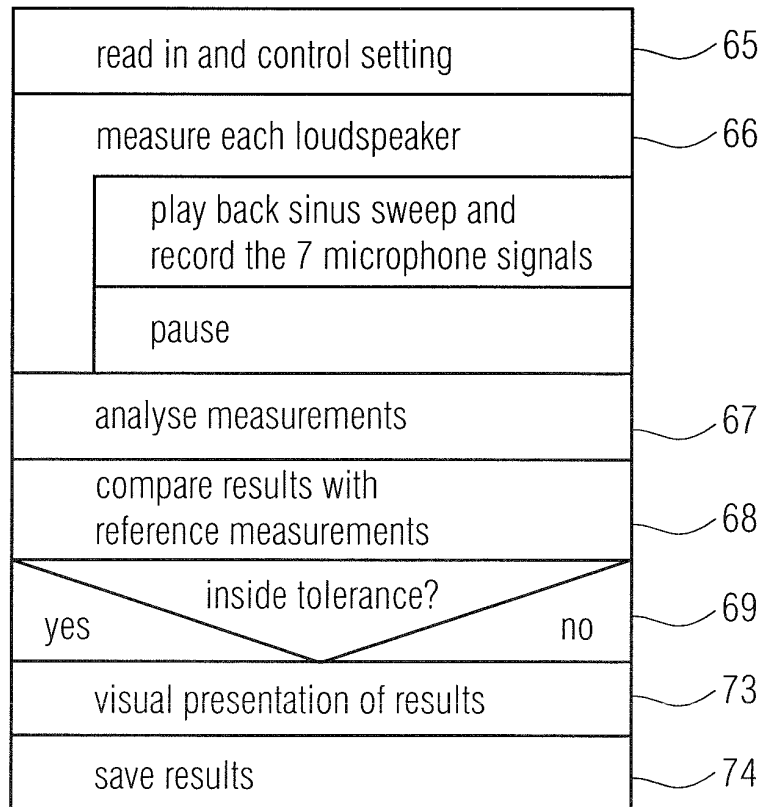 read in and control setting 65
measure each loudspeaker 66
play back sinus sweep and
record the 7 microphone signals
pause
analyse measurements 67
compare results with
reference measurements 68
inside tolerance? 69
yes no
visual presentation of results 73
save results 74